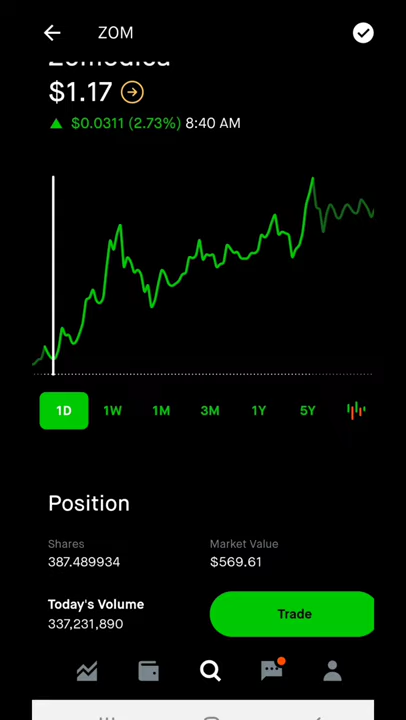 ZOM
Zomedica
$1.17
$0.0311 (2.73%) 8:40 AM
1D 1W 1M 3M 1Y 5Y
Position
Shares Market Value
387.489934 $569.61
Today's Volume
337,231,890
Trade